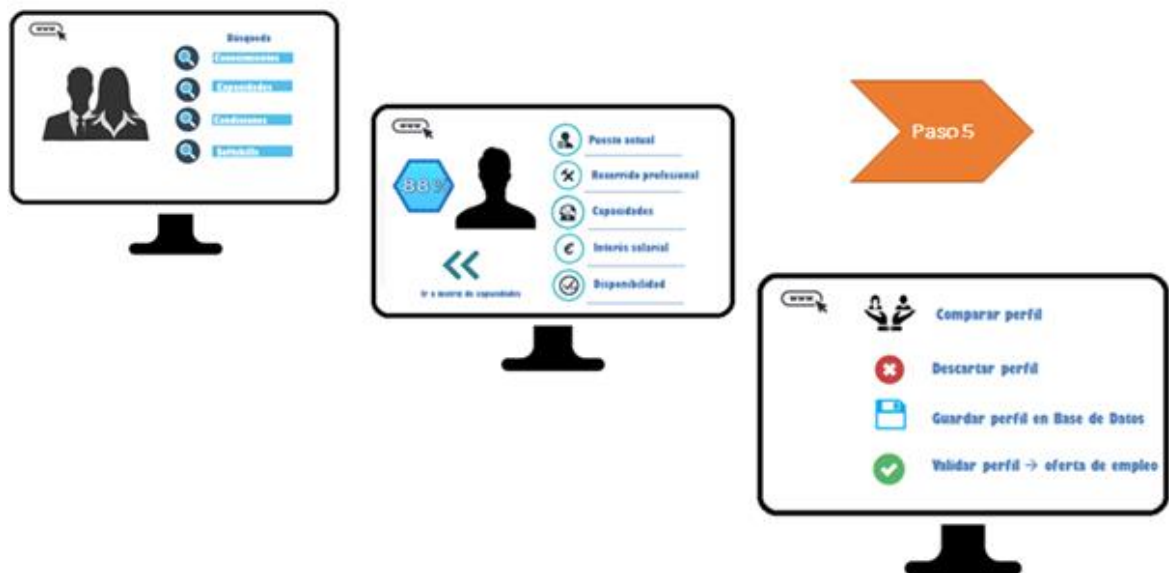 www
Búsqueda
Conocimientos
Capacidades
Condiciones
Softskills
www
88%
Puesto actual
Recorrido profesional
Capacidades
€
Interés salarial
Disponibilidad
Ir a matriz de capacidades
Paso 5
www
Comparar perfil
Descartar perfil
Guardar perfil en Base de Datos
Validar perfil → oferta de empleo